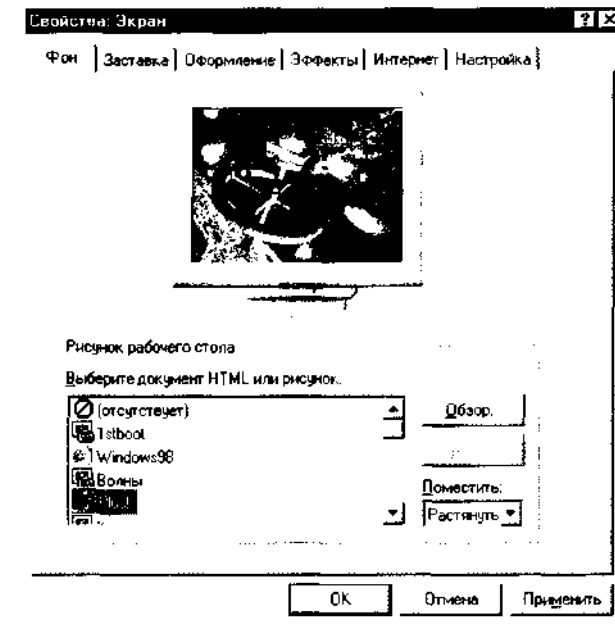 Свойства: Экран
Фон Заставка Оформление Эффекты Интернет Настройка
Рисунок рабочего стола
Выберите документ HTML или рисунок.
(отсутствует)
1stboot
Windows98
Волны
Обзор.
Поместить:
Растянуть
ОК Отмена Применить